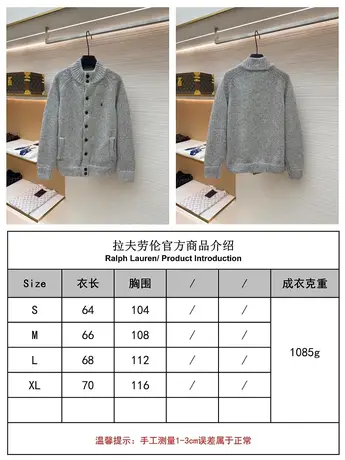 拉夫劳伦官方商品介绍
Ralph Lauren/ Product Introduction
Size 衣长 胸围 / / 成衣克重
S 64 104 / /
M 66 108 / /
L 68 112 / /
XL 70 116 / /
1085g
温馨提示：手工测量1-3cm误差属于正常